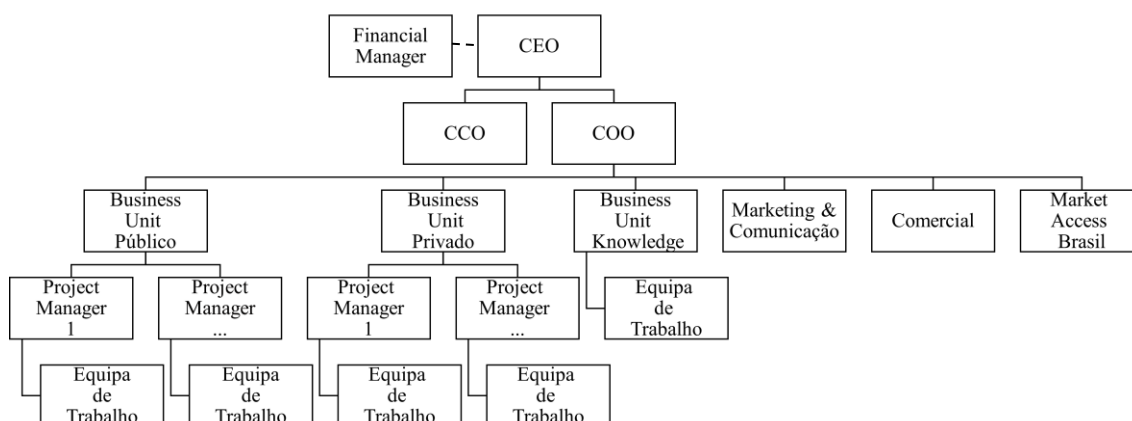 Financial
Manager
CEO
CCO
COO
Business
Unit
Público
Business
Unit
Privado
Business
Unit
Knowledge
Marketing &
Comunicação
Comercial
Market
Access
Brasil
Project
Manager
1
Project
Manager
...
Project
Manager
1
Project
Manager
...
Equipa
de
Trabalho
Equipa
de
Trabalho
Equipa
de
Trabalho
Equipa
de
Trabalho
Equipa
de
Trabalho